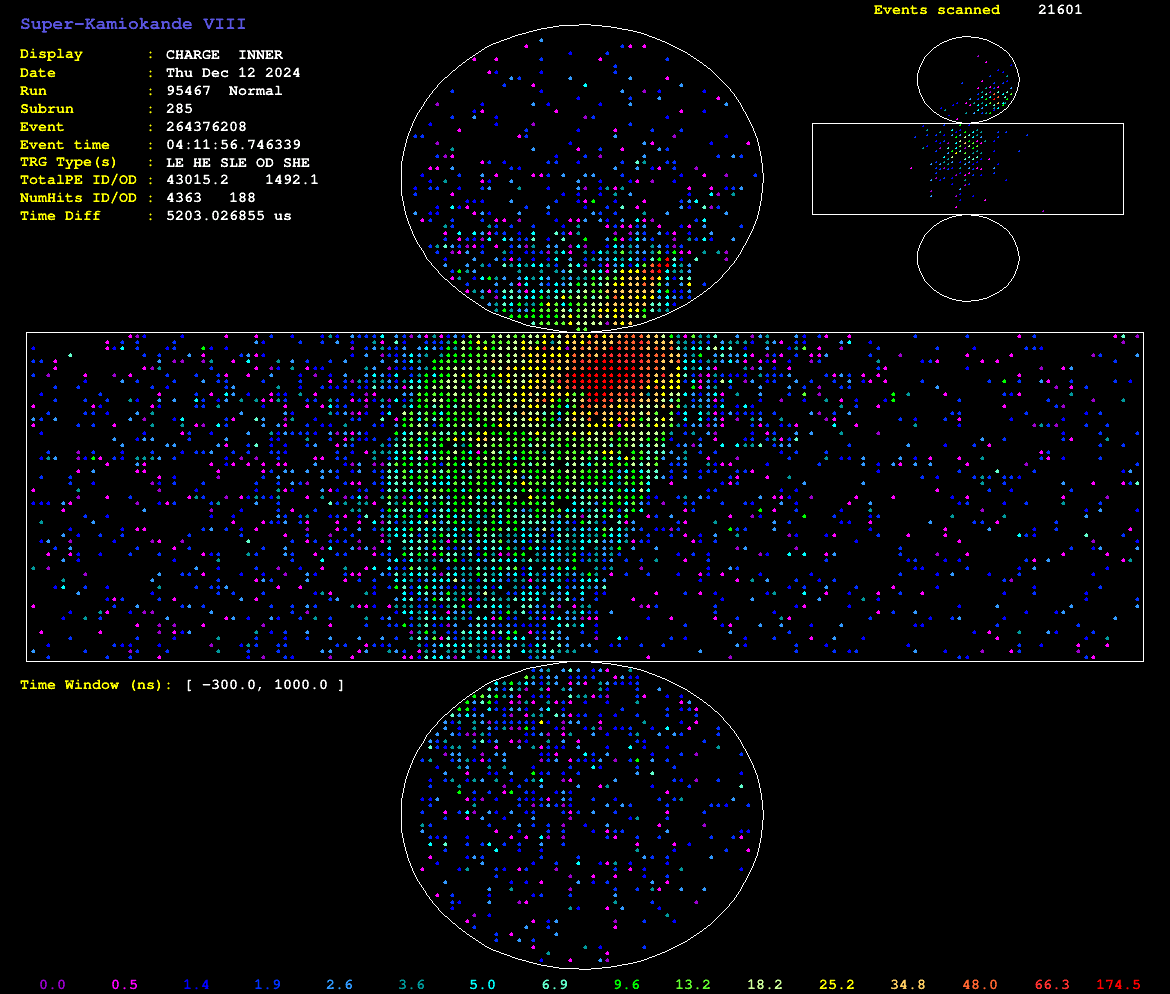 Super-Kamiokande VIII
Events scanned 21601
Display : CHARGE INNER
Date : Thu Dec 12 2024
Run : 95467 Normal
Subrun : 285
Event : 264376208
Event time : 04:11:56.746339
TRG Type(s) : LE HE SLE OD SHE
TotalPE ID/OD : 43015.2 1492.1
NumHits ID/OD : 4363 188
Time Diff : 5203.026855 us
Time Window (ns): [ -300.0, 1000.0 ]
0.0 0.5 1.4 1.9 2.6 3.6 5.0 6.9 9.6 13.2 18.2 25.2 34.8 48.0 66.3 174.5